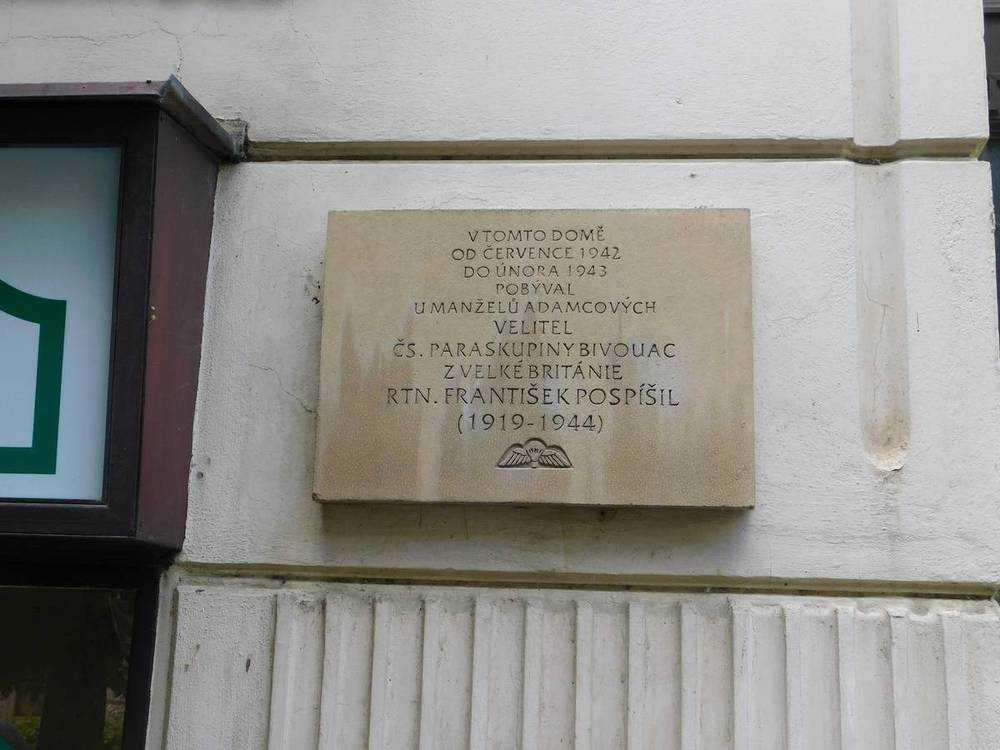 V TOMTO DOMĚ
OD ČERVENCE 1942
DO ÚNORA 1943
POBÝVAL
U MANŽELŮ ADAMCOVÝCH
VELITEL
ČS. PARASKUPINY BIVOUAC
Z VELKÉ BRITÁNIE
RTN. FRANTIŠEK POSPÍŠIL
(1919-1944)